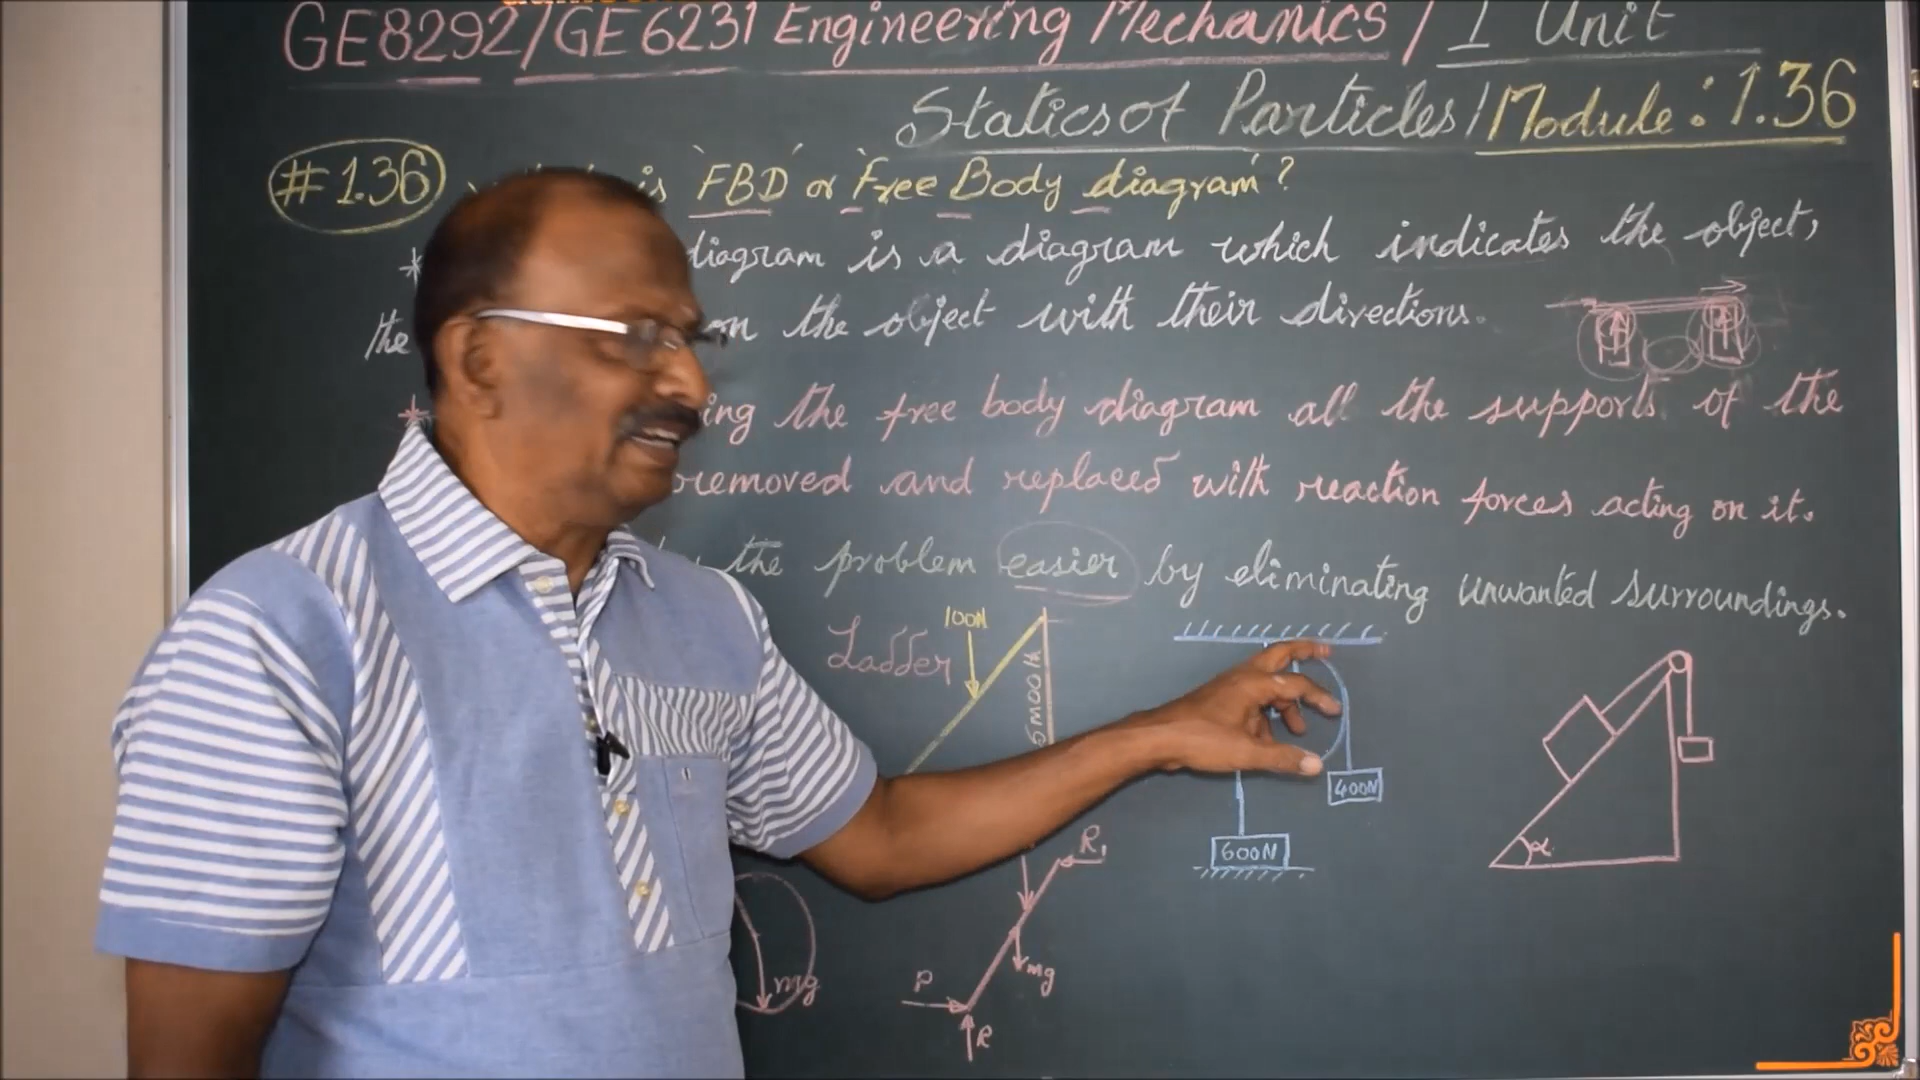 GE8292/GE6231 Engineering Mechanics / I Unit
Statics of Particles / Module: 1.36
#1.36 is 'FBD' or 'Free Body diagram'?
* diagram is a diagram which indicates the object,
the on the object with their directions.
* ing the free body diagram all the supports of the
removed and replaced with reaction forces acting on it.
the problem easier by eliminating unwanted surroundings.
Ladder
100N
SMOOTH
400N
600N
α
R₁
mg
mg
P
R